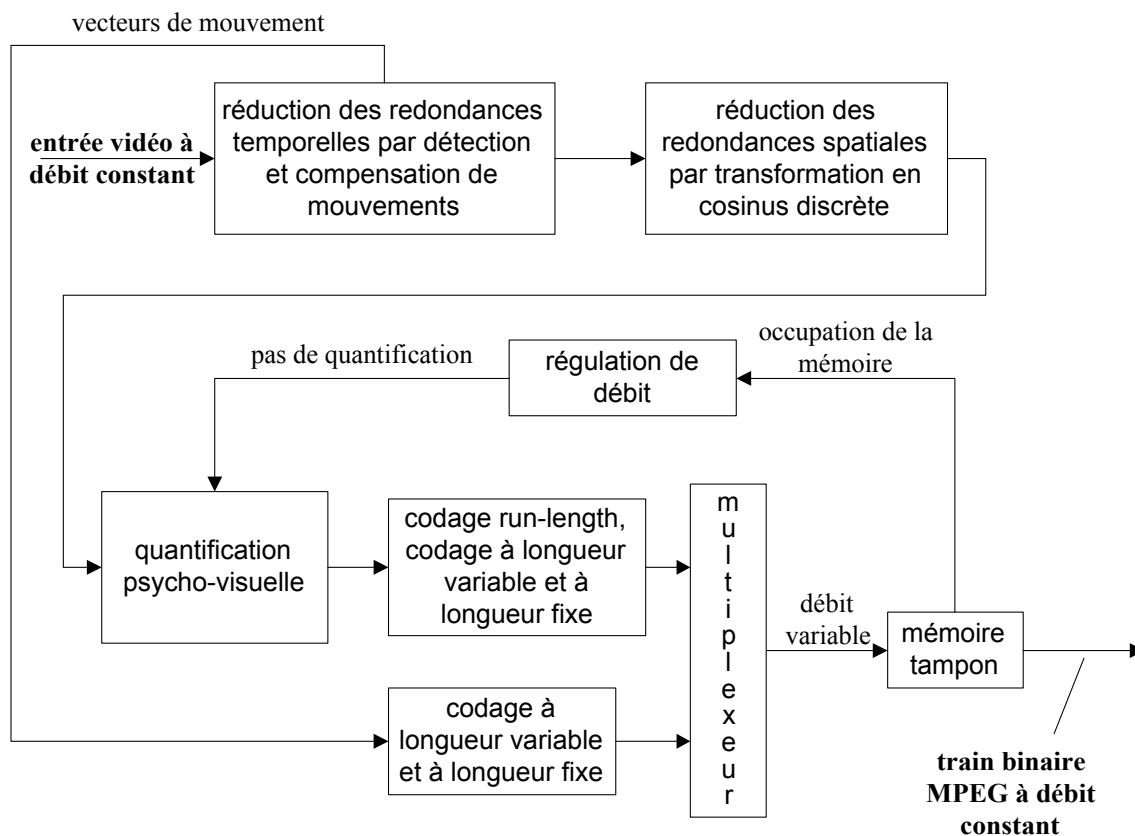 vecteurs de mouvement
entrée vidéo à
débit constant
réduction des redondances
temporelles par détection
et compensation de
mouvements
réduction des
redondances spatiales
par transformation en
cosinus discrète
pas de quantification
régulation de
débit
occupation de la
mémoire
quantification
psycho-visuelle
codage run-length,
codage à longueur
variable et à
longueur fixe
multiplexeur
débit
variable
mémoire
tampon
codage à
longueur variable
et à longueur fixe
train binaire
MPEG à débit
constant